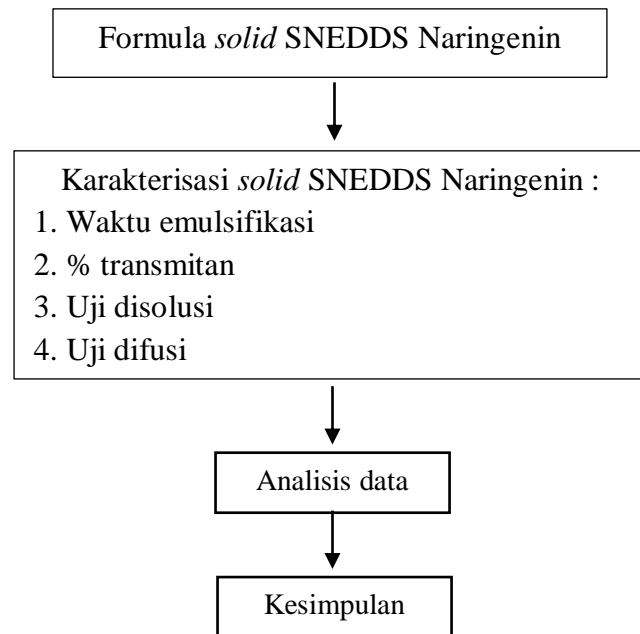 Formula solid SNEDDS Naringenin
Karakterisasi solid SNEDDS Naringenin :
1. Waktu emulsifikasi
2. % transmitan
3. Uji disolusi
4. Uji difusi
Analisis data
Kesimpulan